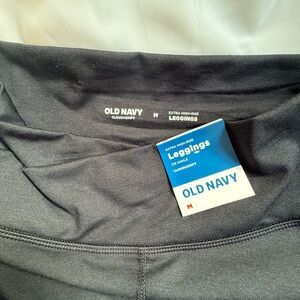 OLD NAVY
CLOUDCOMFY
M
EXTRA HIGH-RISE
LEGGINGS
EXTRA HIGH-RISE
Leggings
7/8 ANKLE
CLOUDCOMFY
OLD NAVY
M